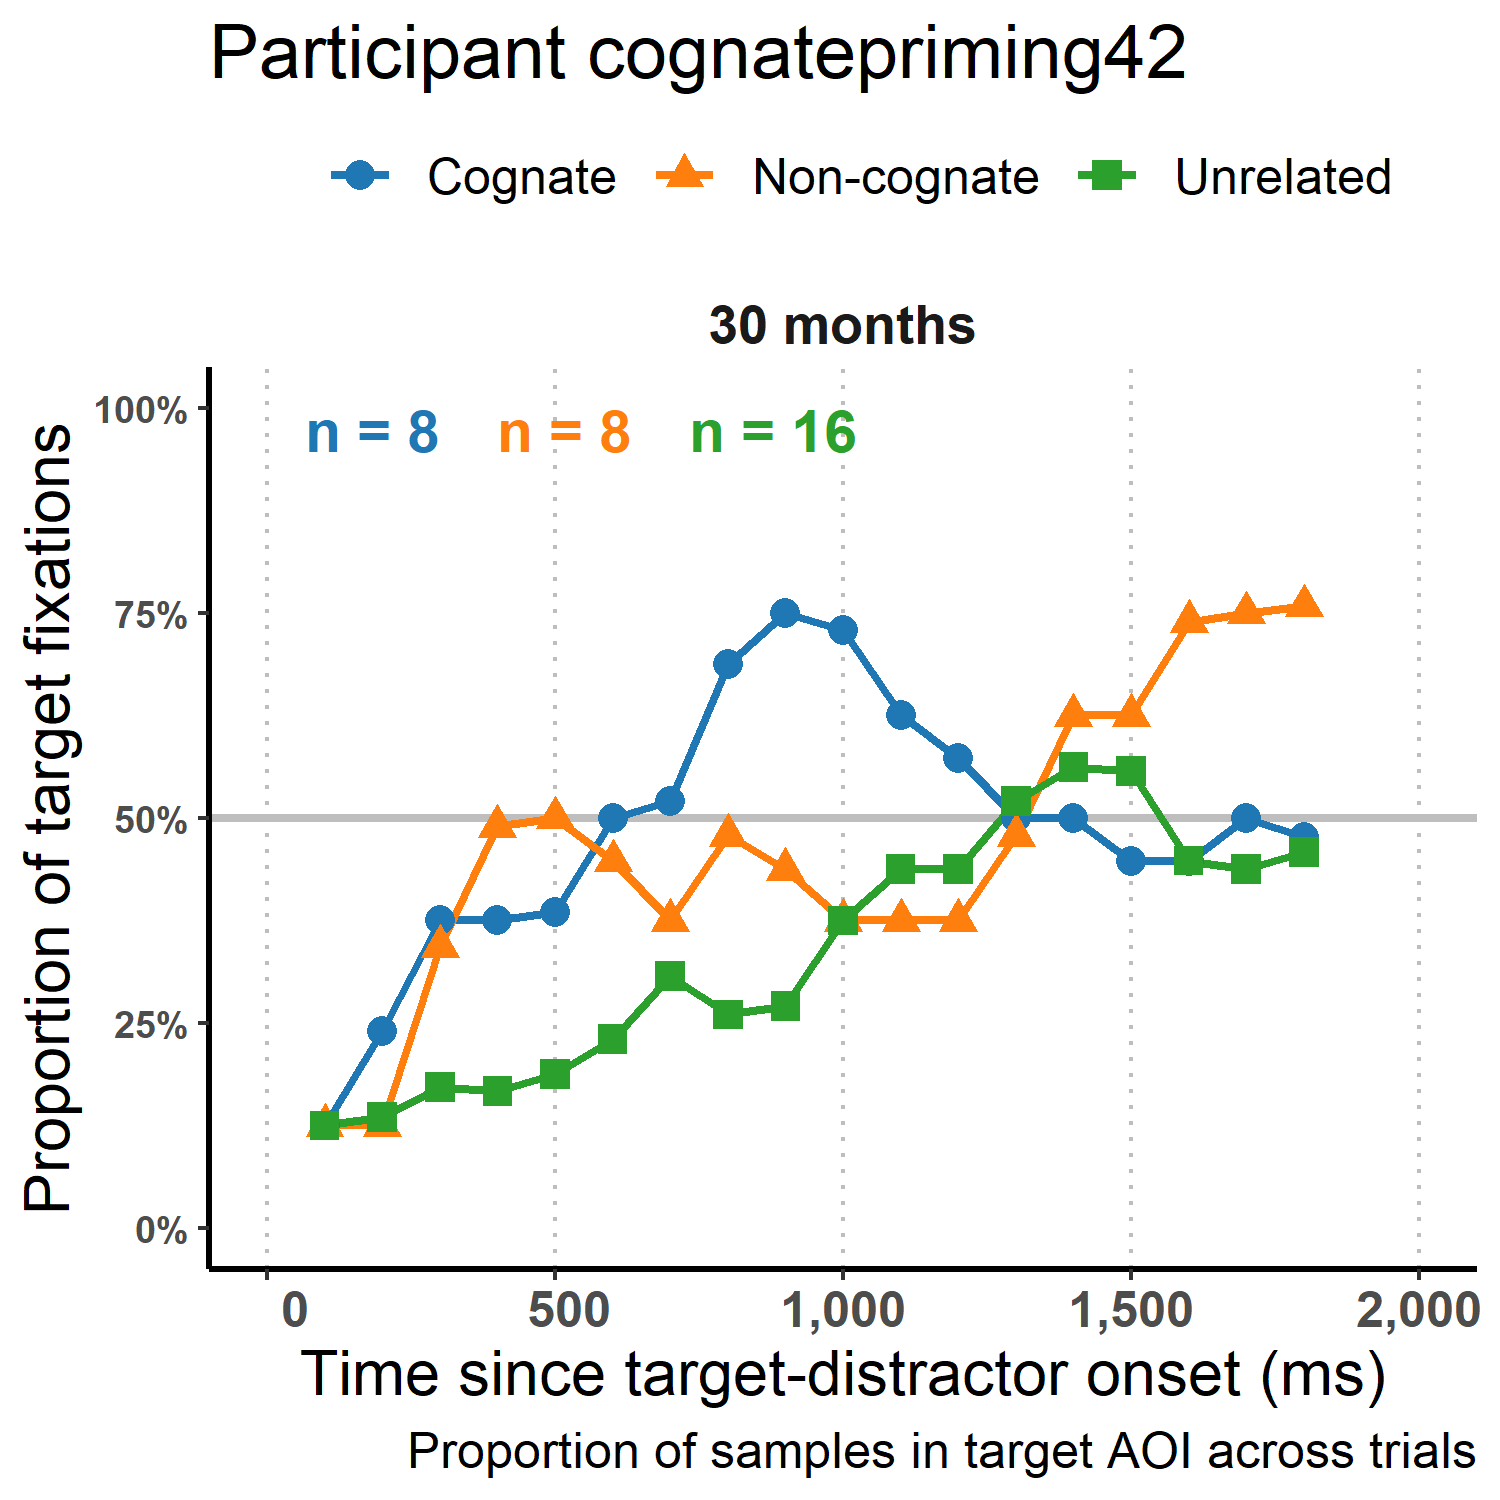 Participant cognatepriming42
Cognate Non-cognate Unrelated
30 months
n = 8 n = 8 n = 16
100%
75%
50%
25%
0%
Proportion of target fixations
0 500 1,000 1,500 2,000
Time since target-distractor onset (ms)
Proportion of samples in target AOI across trials